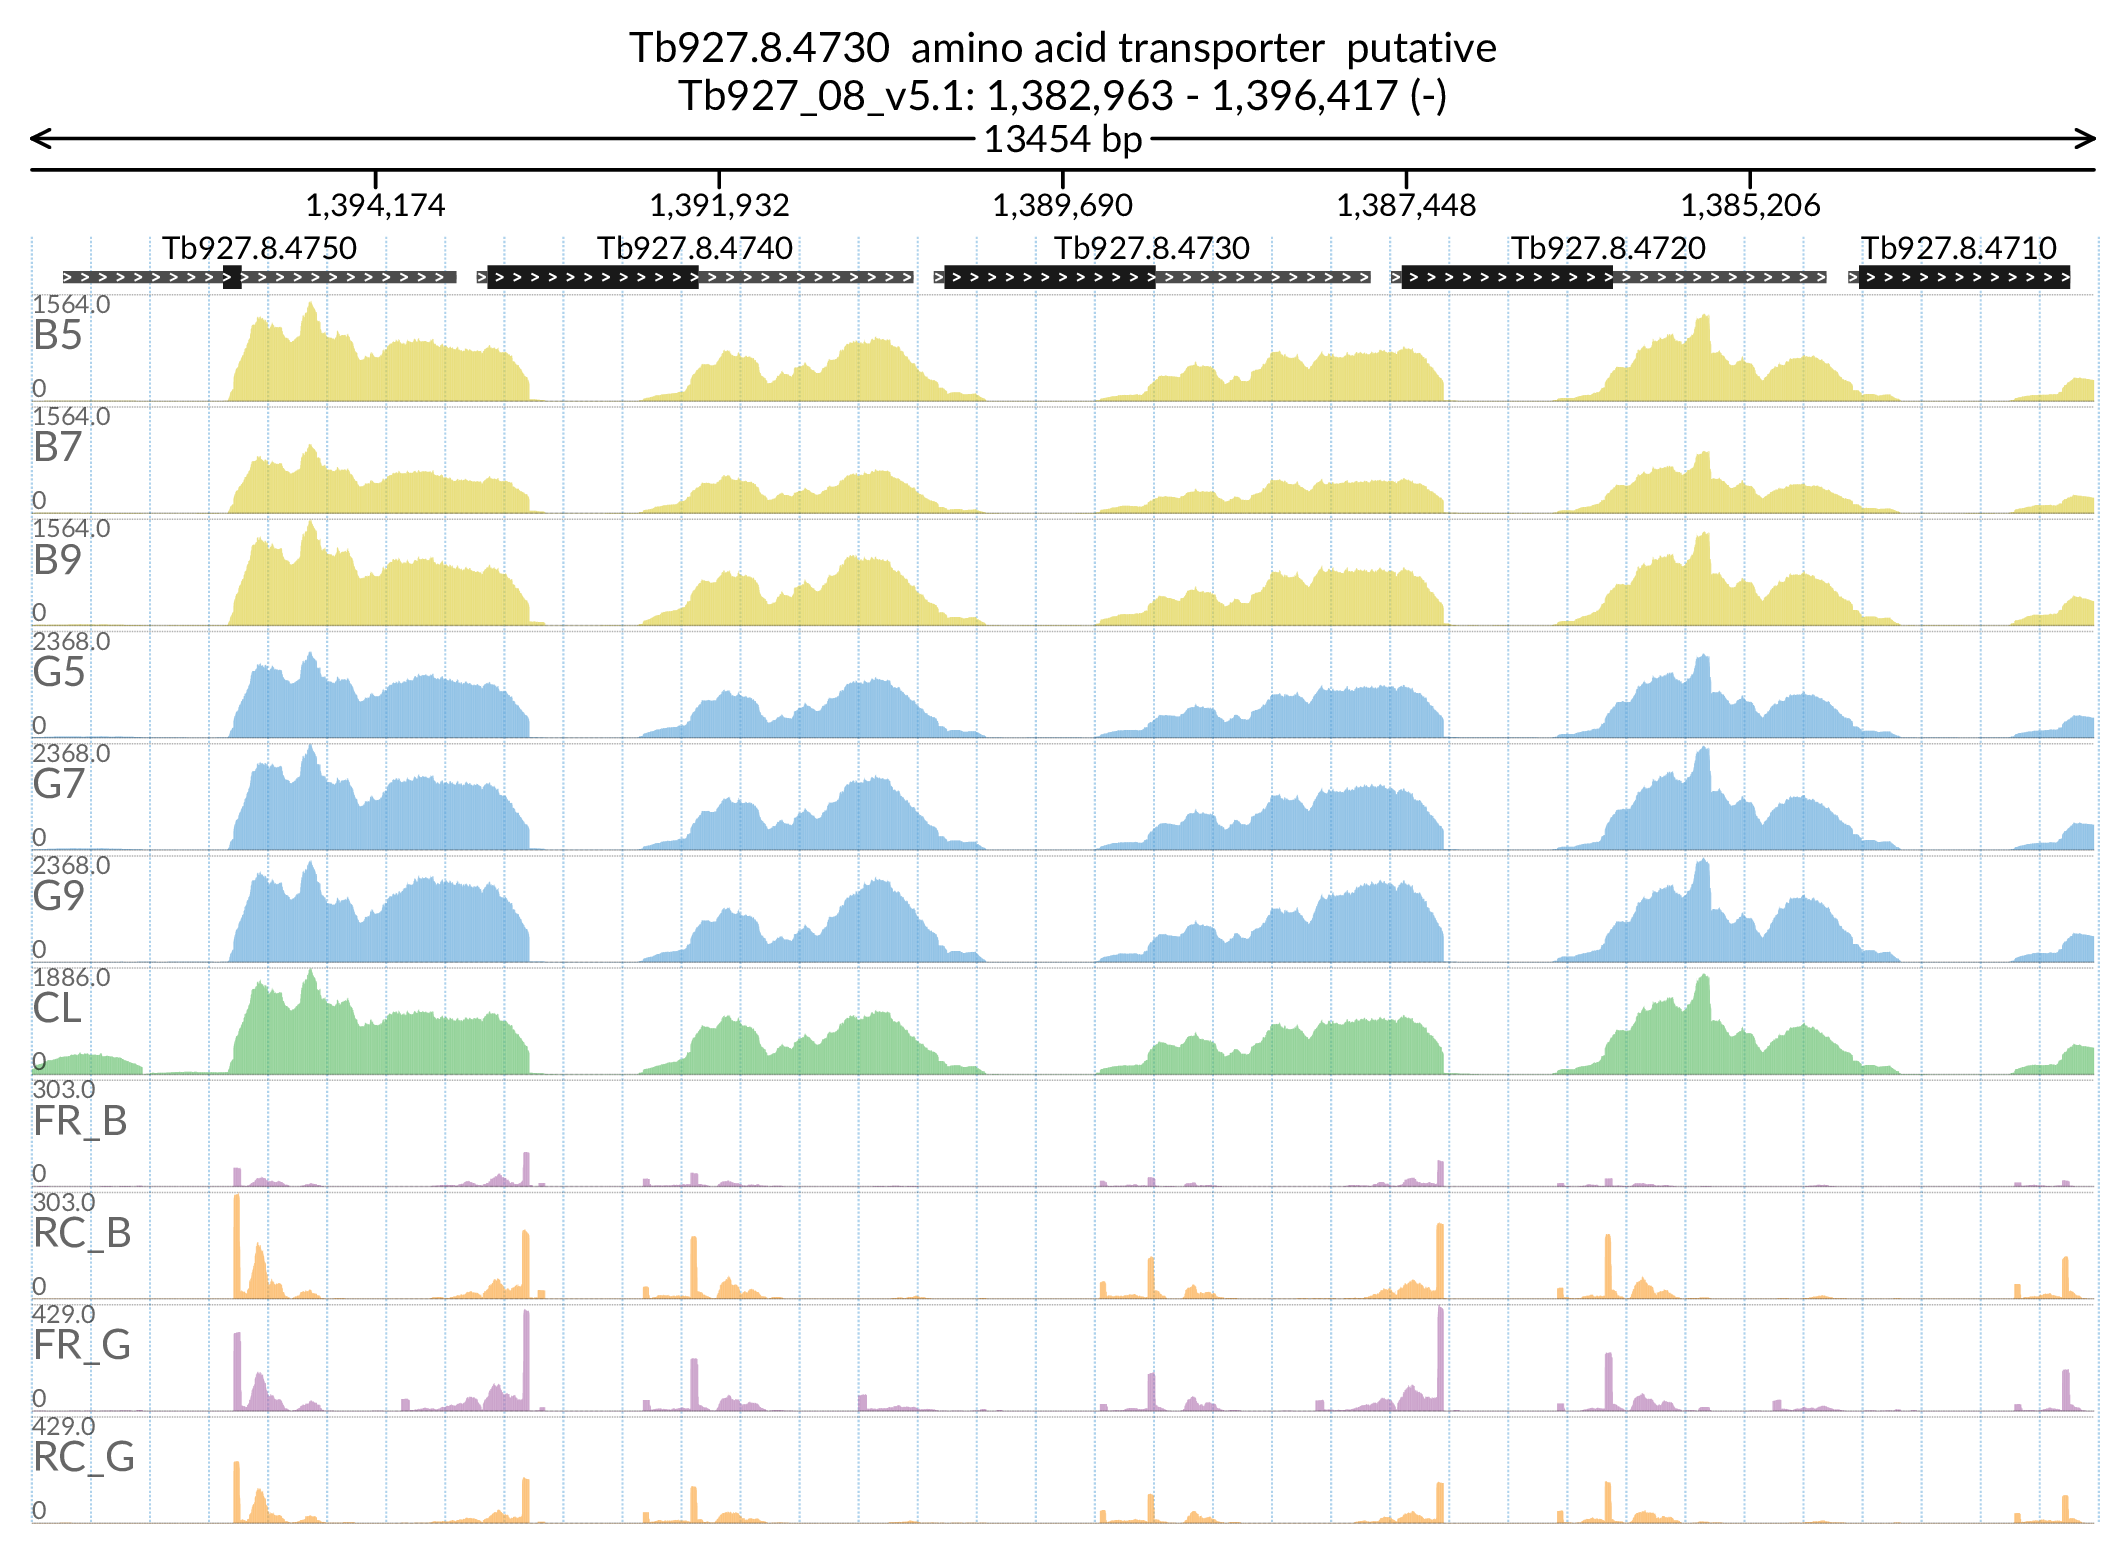 Tb927.8.4730  amino acid transporter  putative
Tb927_08_v5.1: 1,382,963 - 1,396,417 (-)
13454 bp
1,394,174 1,391,932 1,389,690 1,387,448 1,385,206
Tb927.8.4750 Tb927.8.4740 Tb927.8.4730 Tb927.8.4720 Tb927.8.4710
1564.0
B5
0
1564.0
B7
0
1564.0
B9
0
2368.0
G5
0
2368.0
G7
0
2368.0
G9
0
1886.0
CL
0
303.0
FR_B
0
303.0
RC_B
0
429.0
FR_G
0
429.0
RC_G
0